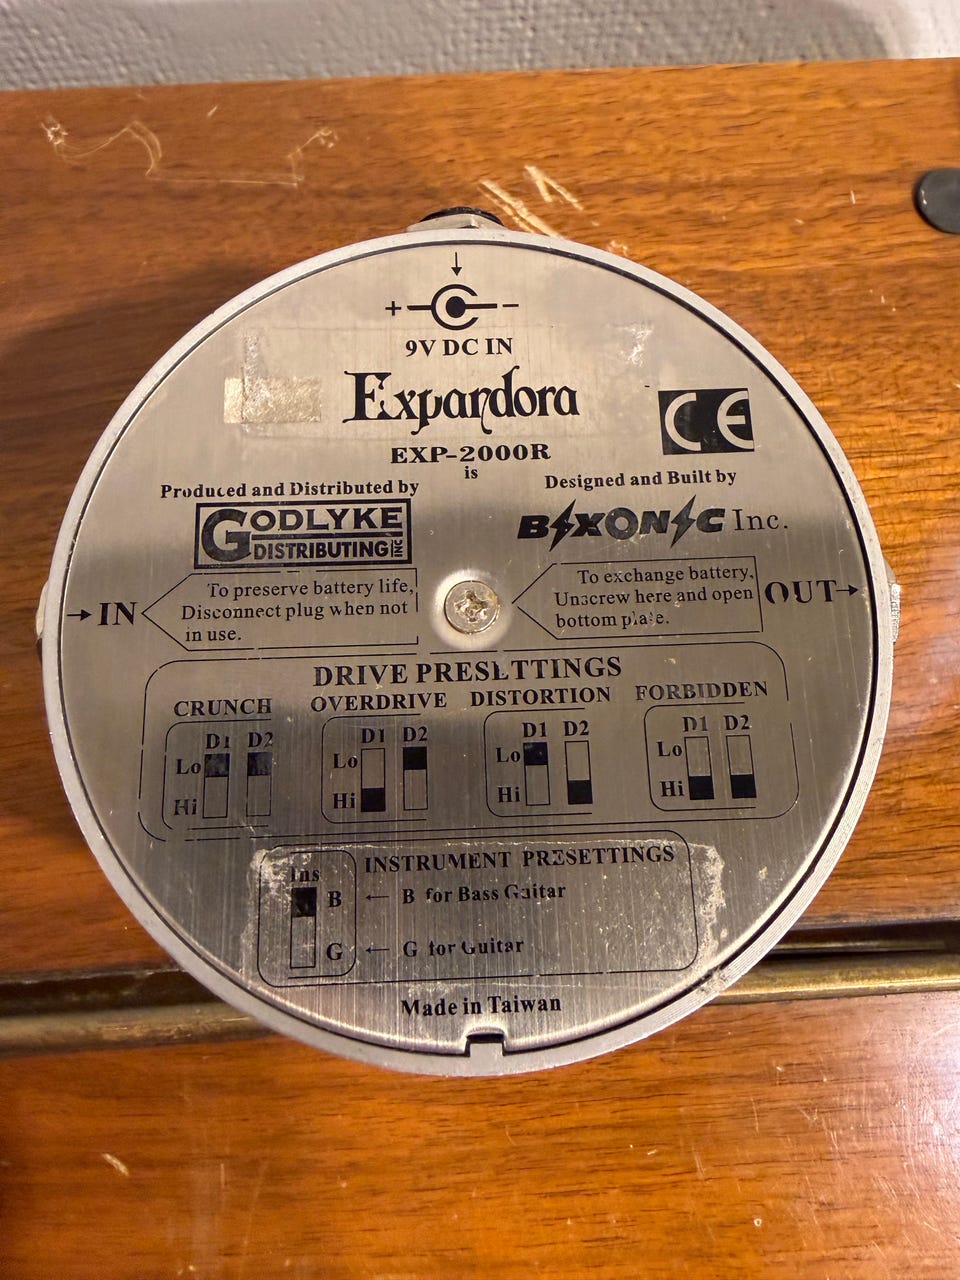 + −
9V DC IN
Expandora
CE
EXP-2000R
is
Produced and Distributed by
Designed and Built by
GODLYKE
DISTRIBUTING INC
BIXONIC Inc.
→ IN
To preserve battery life,
Disconnect plug when not
in use.
To exchange battery,
Unscrew here and open
bottom plate.
OUT →
DRIVE PRESETTINGS
CRUNCH OVERDRIVE DISTORTION FORBIDDEN
D1 D2 D1 D2 D1 D2 D1 D2
Lo Lo Lo Lo
Hi Hi Hi Hi
INSTRUMENT PRESETTINGS
Ins
B ← B for Bass Guitar
G ← G for Guitar
Made in Taiwan